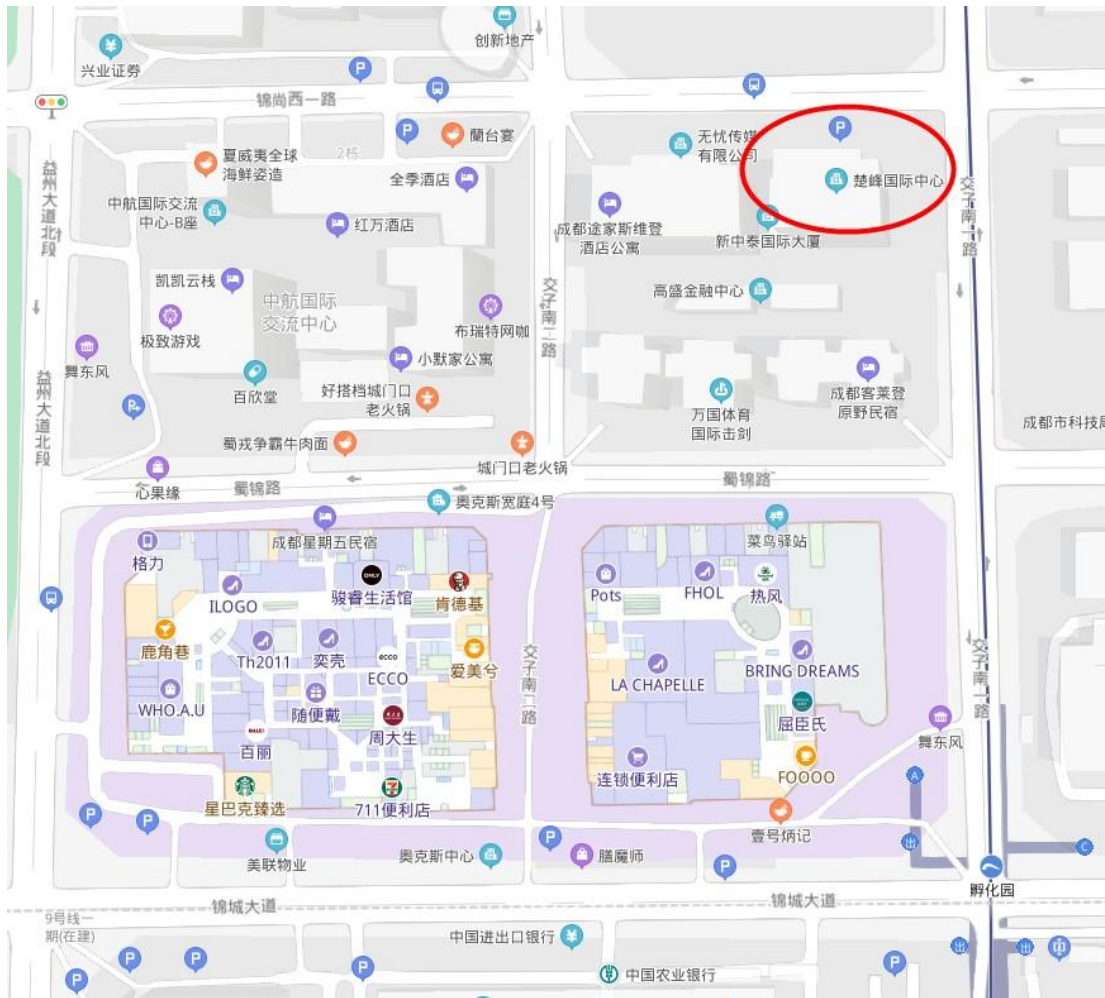 创新地产
兴业证券
P
锦尚西一路
P
蘭台宴
无忧传媒
有限公司
P
楚峰国际中心
夏威夷全球
海鲜姿造
2栋
全季酒店
益州大道北段
中航国际交流
中心-B座
红万酒店
成都途家斯维登
酒店公寓
新中泰国际大厦
交子南一路
凯凯云栈
中航国际
交流中心
极致游戏
布瑞特网咖
交子南二路
高盛金融中心
舞东风
小默家公寓
百欣堂
好搭档城门口
老火锅
万国体育
国际击剑
成都客莱登
原野民宿
益州大道北段
P
蜀戎争霸牛肉面
城门口老火锅
成都市科技局
心果缘
蜀锦路
蜀锦路
奥克斯宽庭4号
成都星期五民宿
菜鸟驿站
格力
ILOGO
ONLY
骏睿生活馆
肯德基
Pots
FHOL
热风
鹿角巷
Th2011
奕壳
ecco
ECCO
爱美兮
交子南二路
LA CHAPELLE
BRING DREAMS
WHO.A.U
随便戴
周大生
屈臣氏
交子南一路
百丽
舞东风
连锁便利店
FOOOO
A
星巴克臻选
711便利店
P
P
美联物业
奥克斯中心
P
膳魔师
壹号炳记
P
出
C
孵化园
锦城大道
锦城大道
9号线一
期(在建)
中国进出口银行
P
P
P
P
中国农业银行
P
出
出